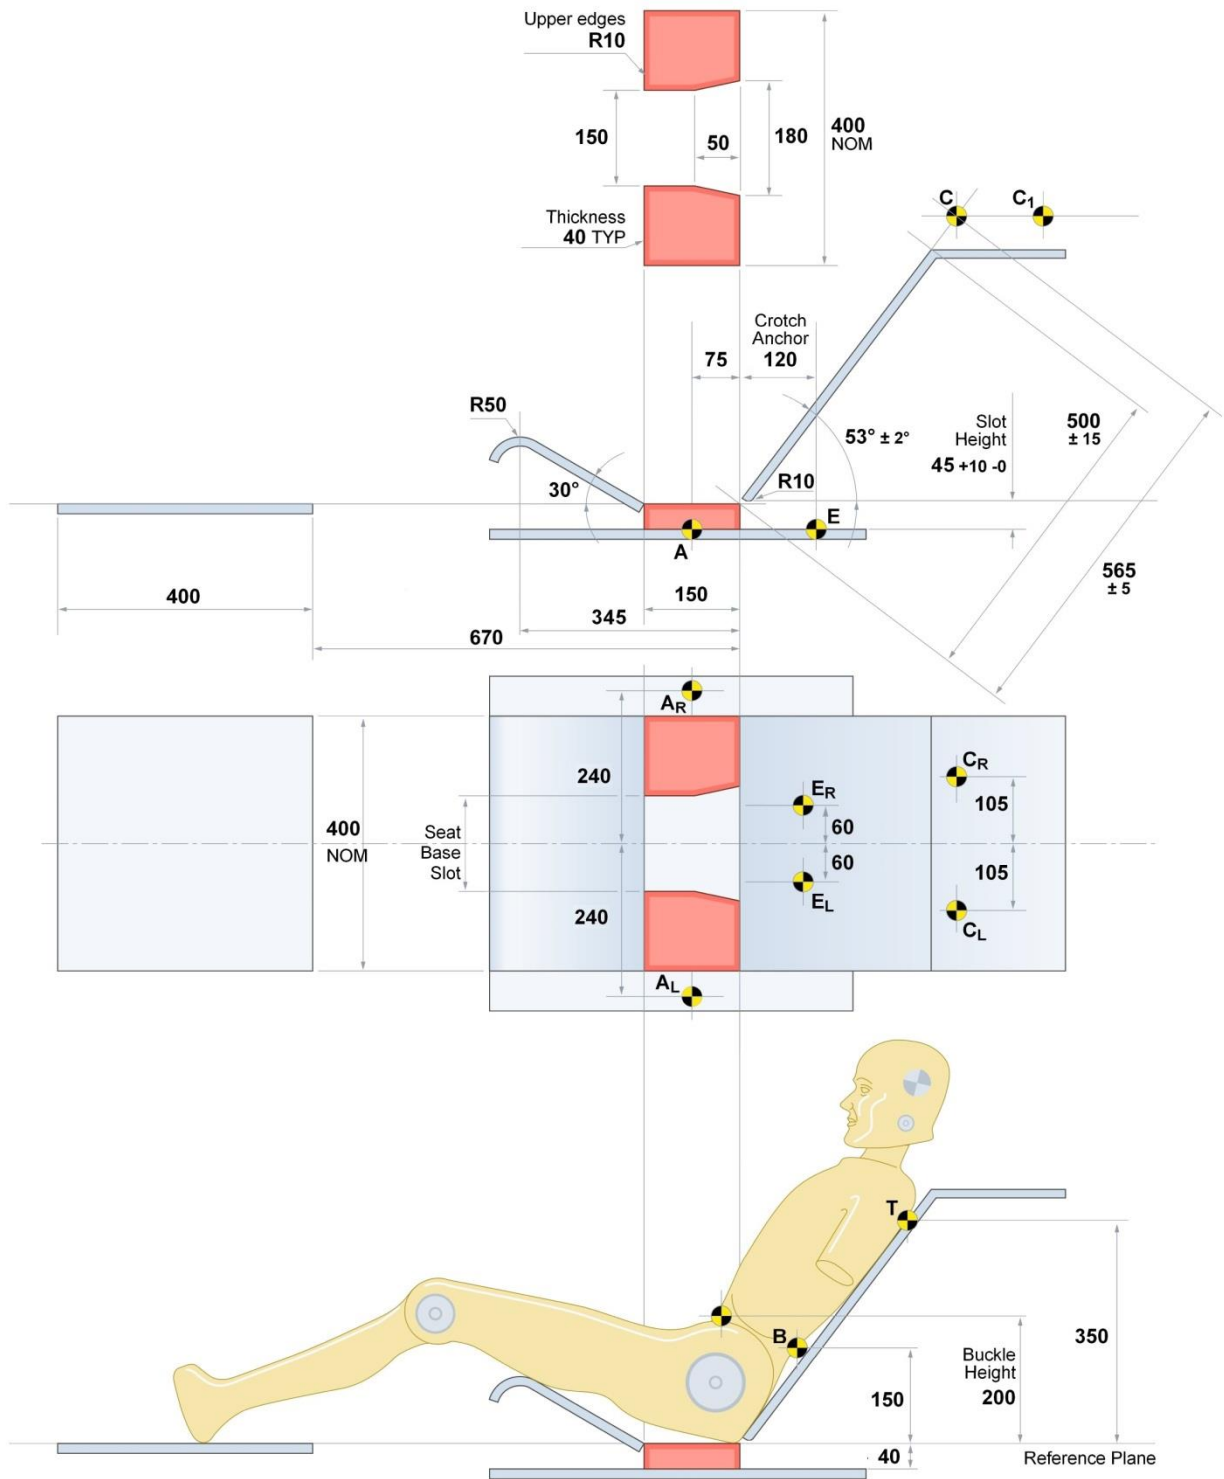 Upper edges
R10
150
50
180
400
NOM
Thickness
40 TYP
C
C1
Crotch
Anchor
75
120
R50
53° ± 2°
Slot
Height
45 +10 -0
500
± 15
30°
R10
E
A
565
± 5
400
150
345
670
AR
240
CR
ER
105
60
400
NOM
Seat
Base
Slot
60
105
EL
240
CL
AL
T
B
350
Buckle
Height
200
150
40
Reference Plane